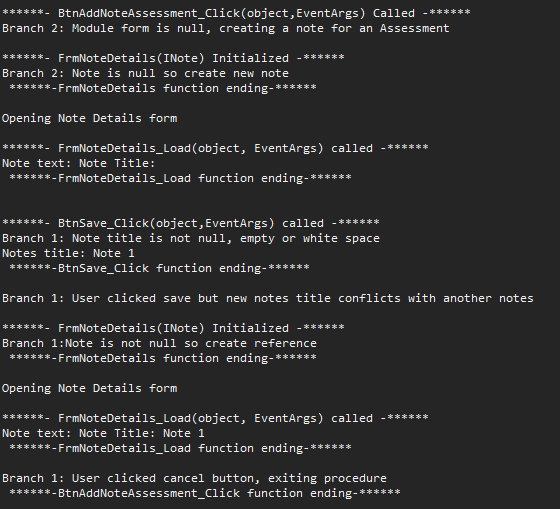 ******- BtnAddNoteAssessment_Click(object,EventArgs) Called -******
Branch 2: Module form is null, creating a note for an Assessment
******- FrmNoteDetails(INote) Initialized -******
Branch 2: Note is null so create new note
******-FrmNoteDetails function ending-******
Opening Note Details form
******- FrmNoteDetails_Load(object, EventArgs) called -******
Note text: Note Title:
******-FrmNoteDetails_Load function ending-******
******- BtnSave_Click(object,EventArgs) called -******
Branch 1: Note title is not null, empty or white space
Notes title: Note 1
******-BtnSave_Click function ending-******
Branch 1: User clicked save but new notes title conflicts with another notes
******- FrmNoteDetails(INote) Initialized -******
Branch 1:Note is not null so create reference
******-FrmNoteDetails function ending-******
Opening Note Details form
******- FrmNoteDetails_Load(object, EventArgs) called -******
Note text: Note Title: Note 1
******-FrmNoteDetails_Load function ending-******
Branch 1: User clicked cancel button, exiting procedure
******-BtnAddNoteAssessment_Click function ending-******